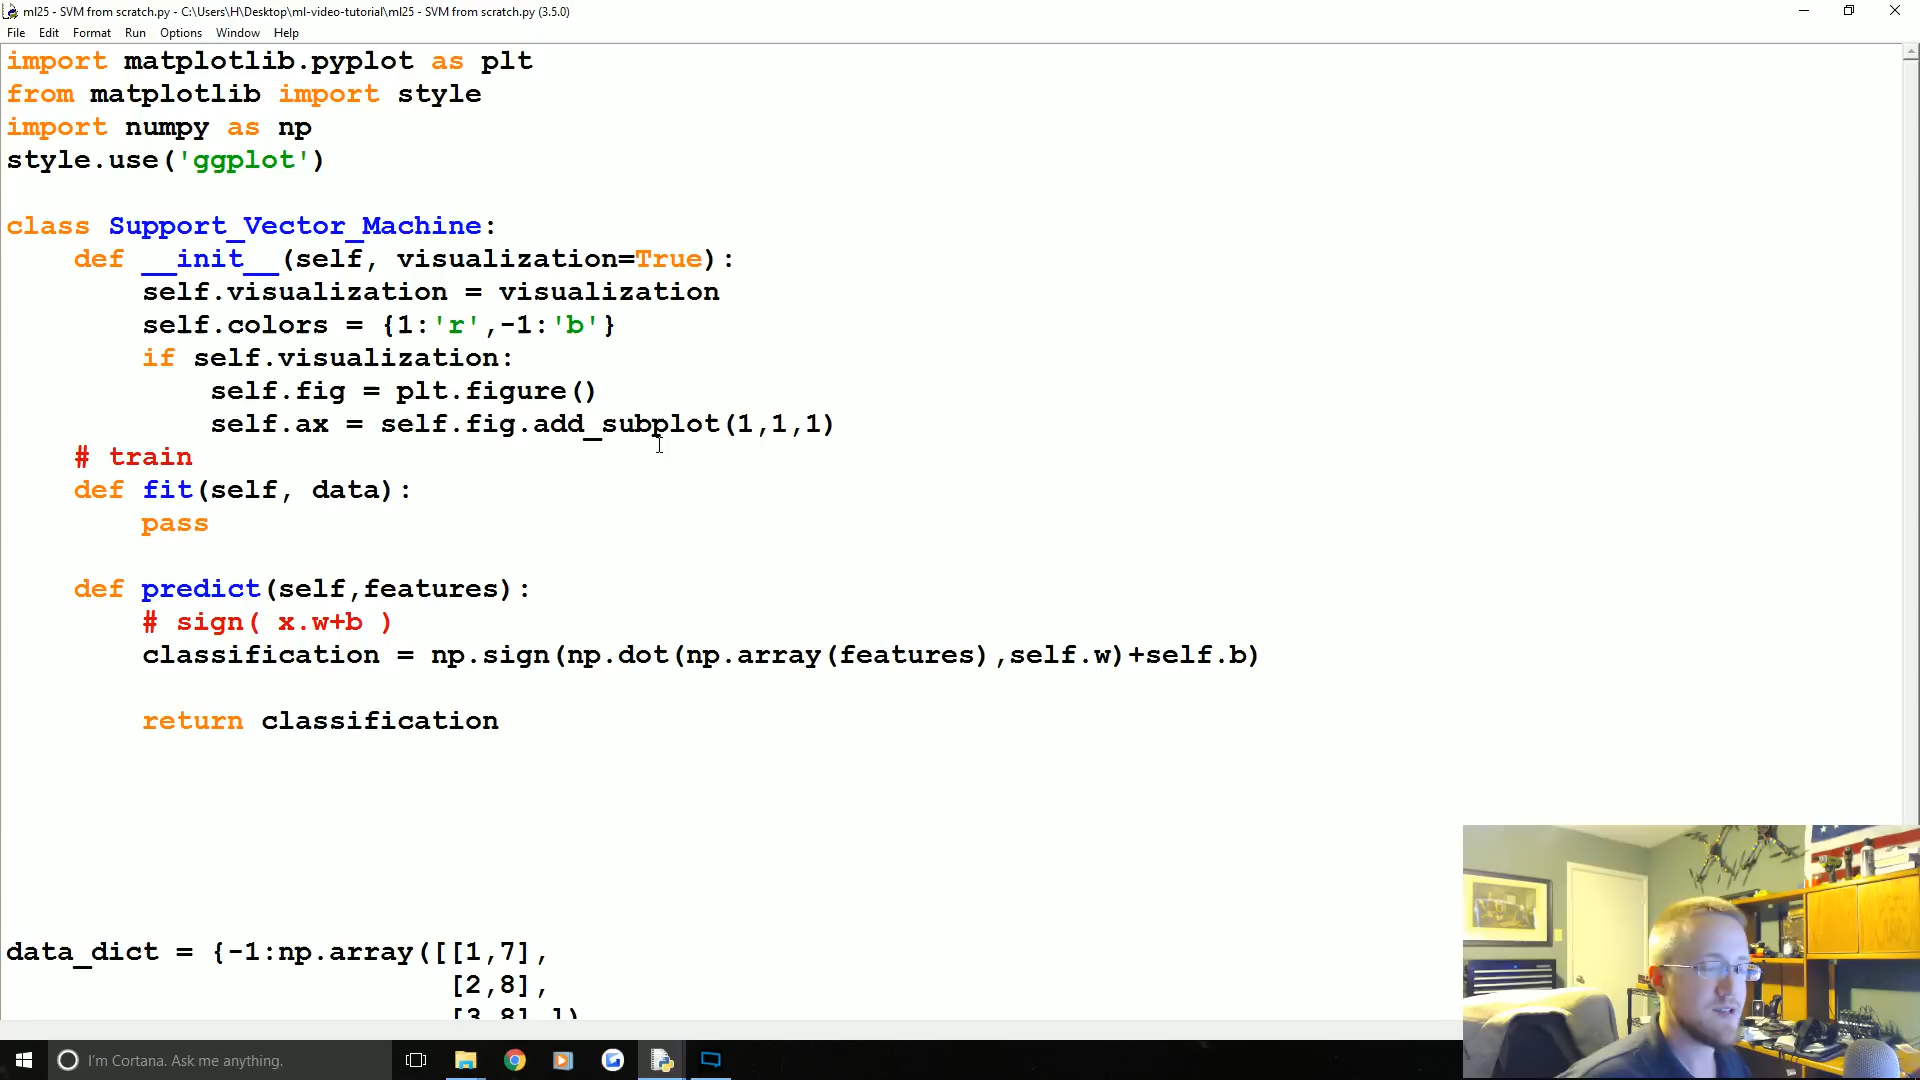 ml25 - SVM from scratch.py - C:\Users\H\Desktop\ml-video-tutorial\ml25 - SVM from scratch.py (3.5.0)
File Edit Format Run Options Window Help
import matplotlib.pyplot as plt
from matplotlib import style
import numpy as np
style.use('ggplot')
class Support_Vector_Machine:
    def __init__(self, visualization=True):
        self.visualization = visualization
        self.colors = {1:'r',-1:'b'}
        if self.visualization:
            self.fig = plt.figure()
            self.ax = self.fig.add_subplot(1,1,1)
    # train
    def fit(self, data):
        pass
    def predict(self,features):
        # sign( x.w+b )
        classification = np.sign(np.dot(np.array(features),self.w)+self.b)
        return classification
data_dict = {-1:np.array([[1,7],
                          [2,8],
                          [3,8],])
I'm Cortana. Ask me anything.